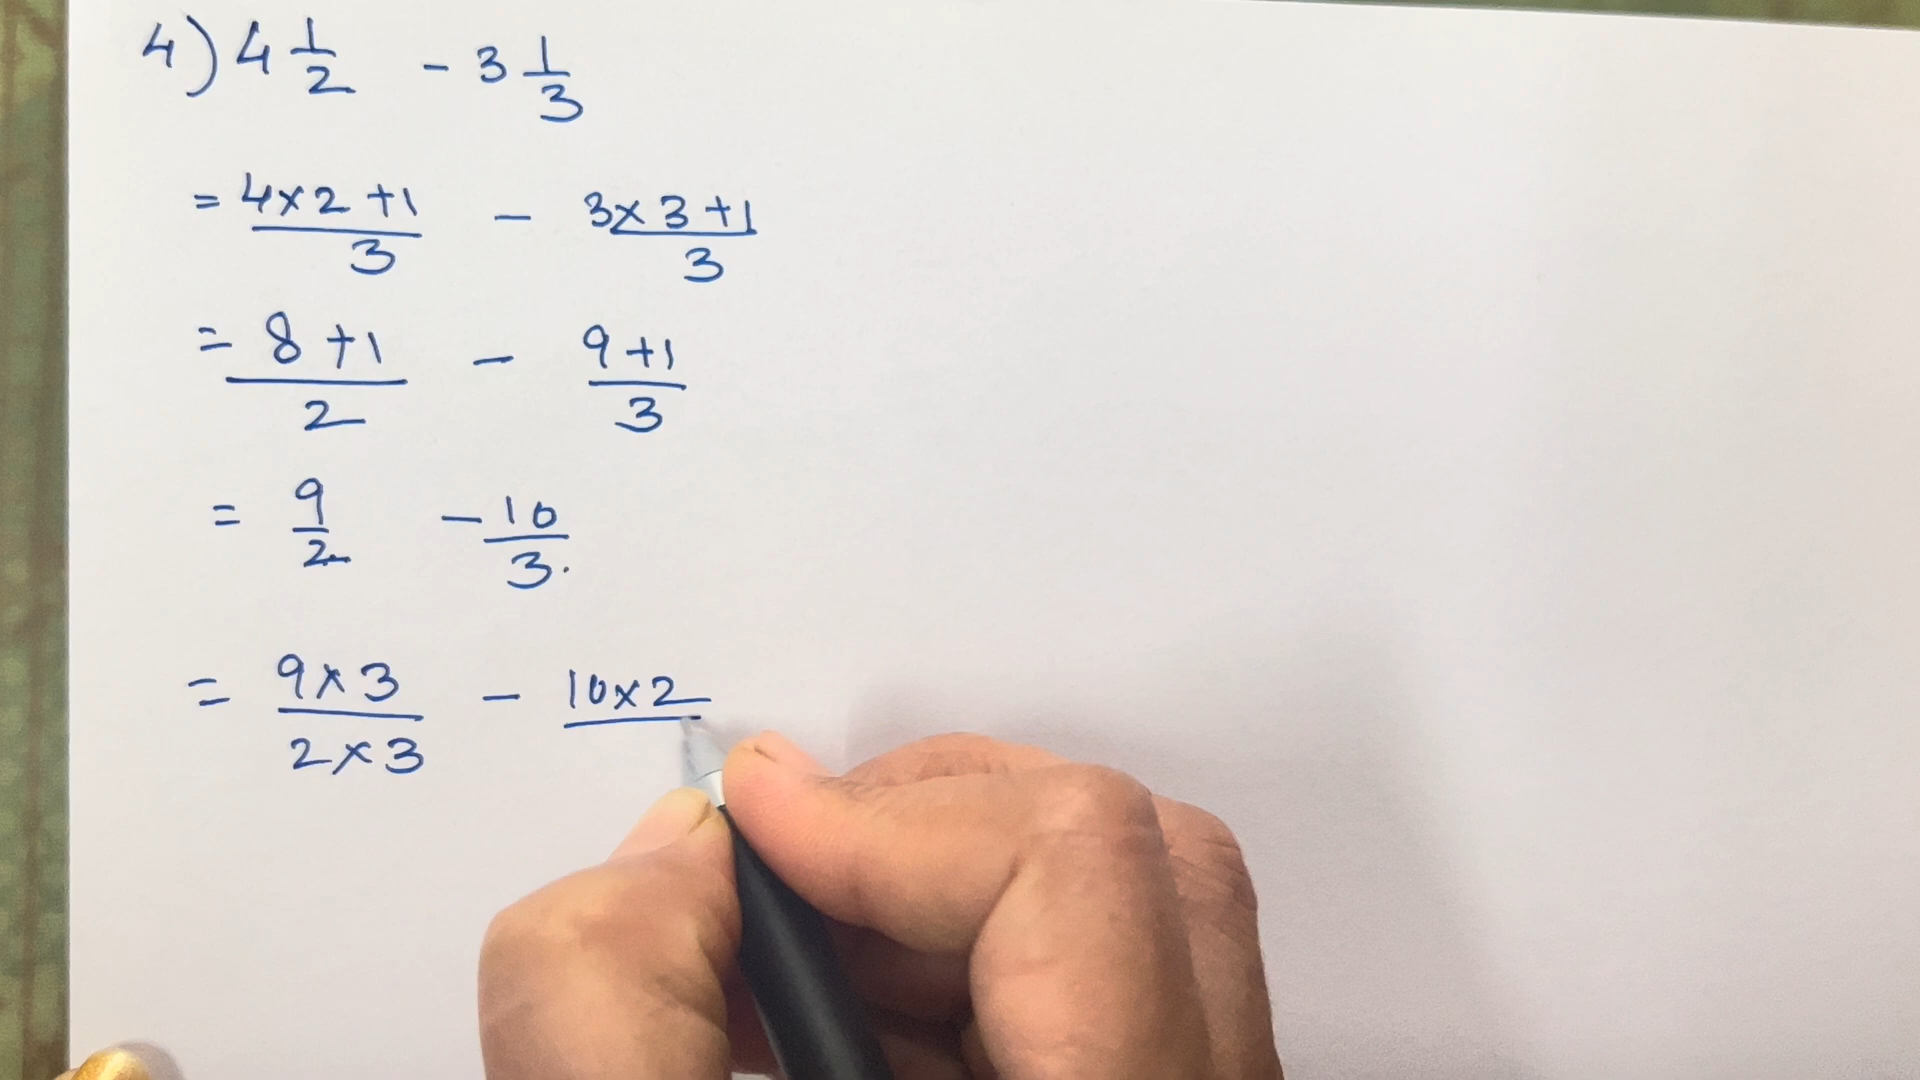 4) 4 1/2 - 3 1/3
= 4×2+1/3 - 3×3+1/3
= 8+1/2 - 9+1/3
= 9/2 - 10/3.
= 9×3/2×3 - 10×2